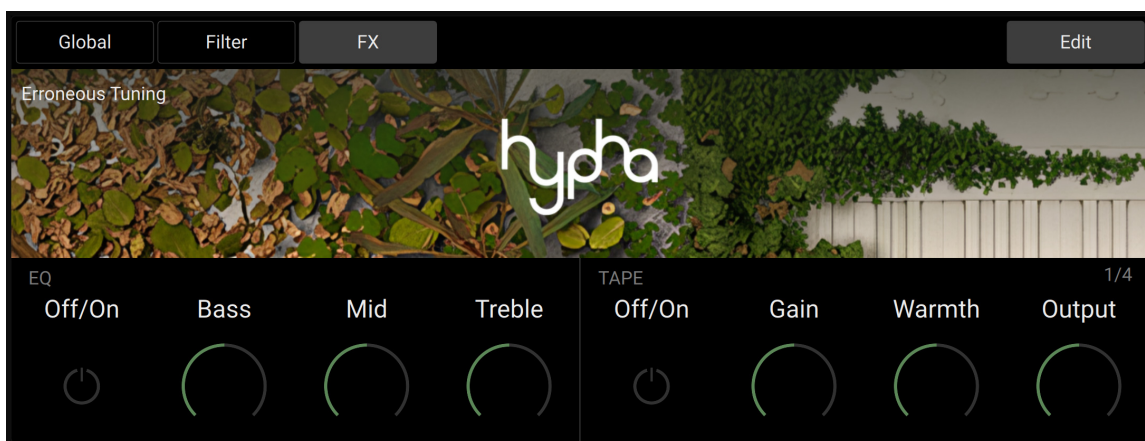 Global Filter FX Edit
Erroneous Tuning
hypha
EQ
Off/On Bass Mid Treble
TAPE 1/4
Off/On Gain Warmth Output